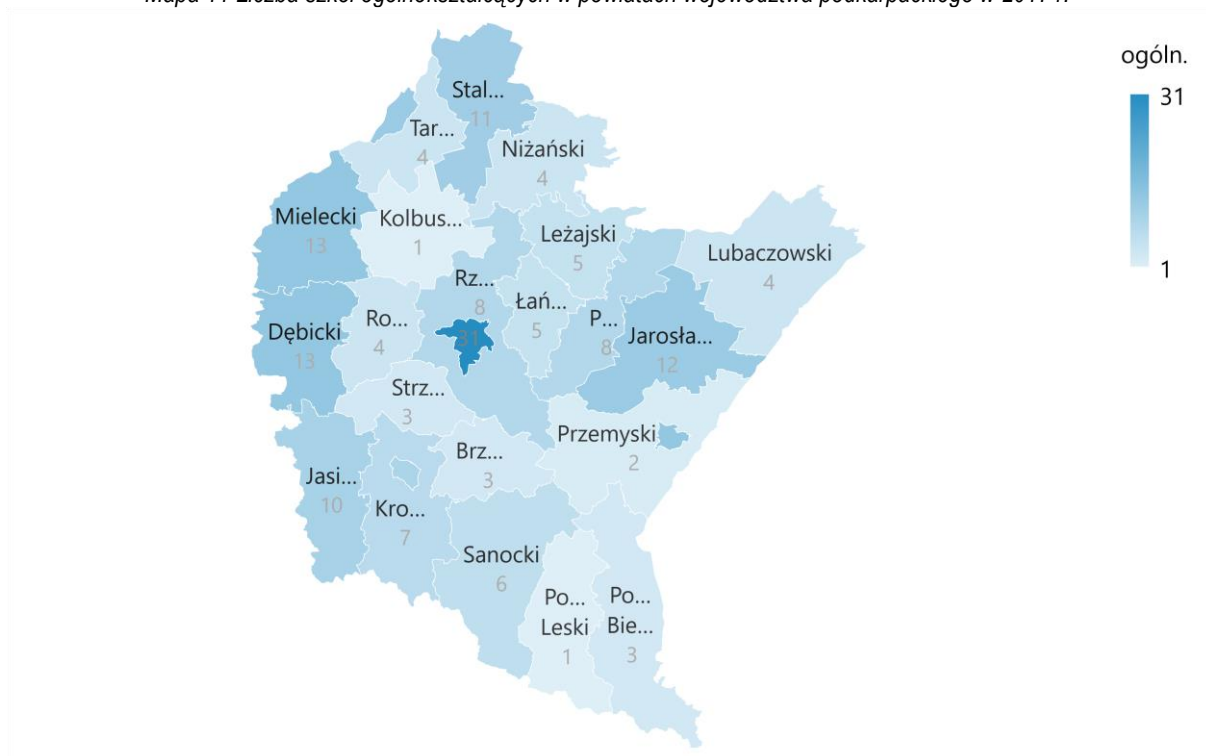 ogóln.
31
1
Stal...
11
Tar...
4
Niżański
4
Mielecki
13
Kolbus...
1
Leżajski
5
Lubaczowski
4
Rz...
8
Łań...
5
P...
8
Jarosła...
12
Dębicki
13
Ro...
4
31
Strz...
3
Przemyski
2
Brz...
3
Jasi...
10
Kro...
7
Sanocki
6
Po...
Leski
1
Po...
Bie...
3